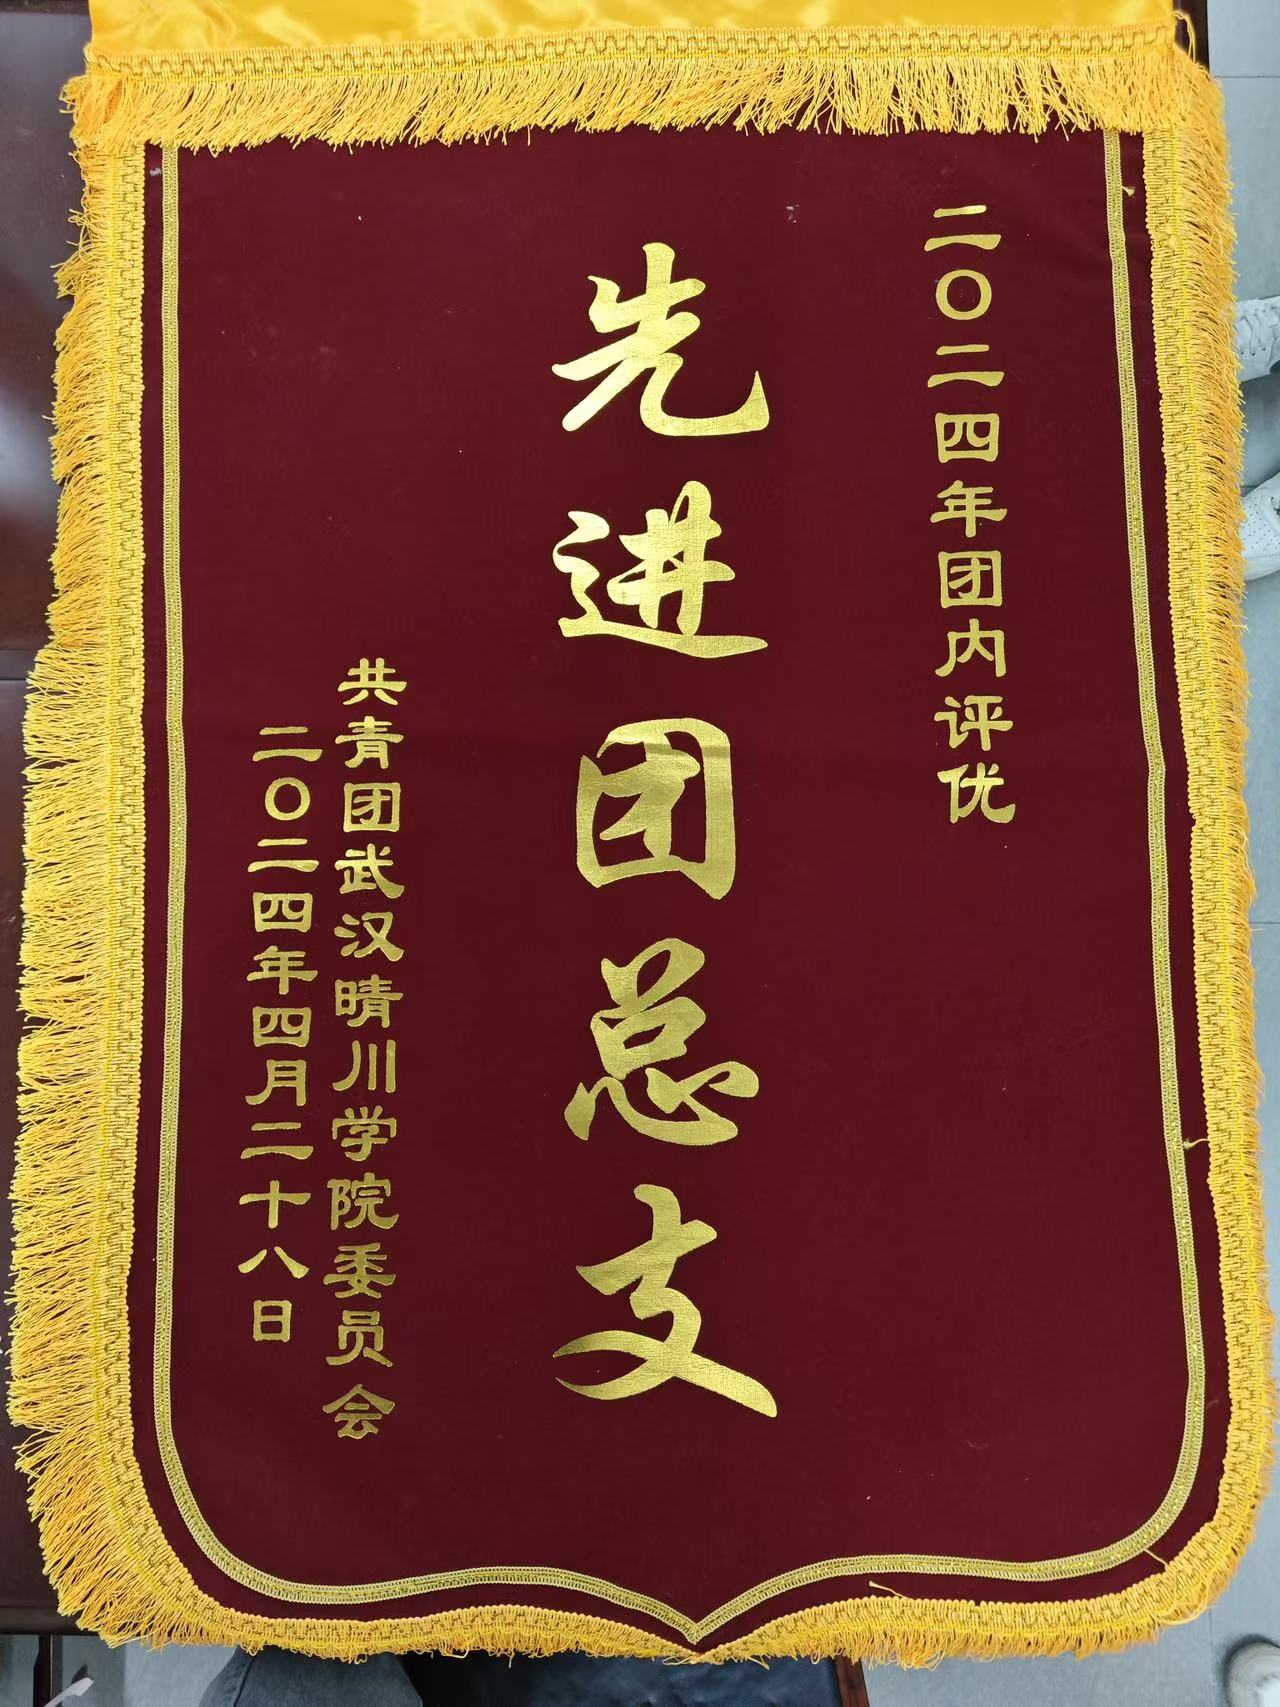 二〇二四年团内评优
先进团总支
共青团武汉晴川学院委员会
二〇二四年四月二十八日